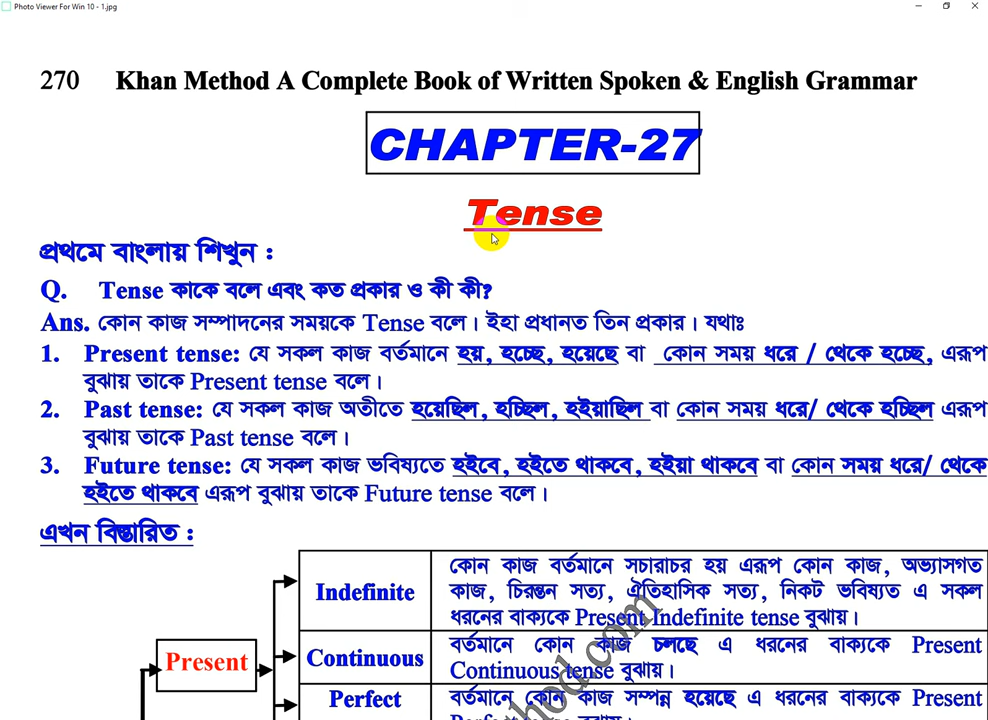 Photo Viewer For Win 10 - 1.jpg
270 Khan Method A Complete Book of Written Spoken & English Grammar
CHAPTER-27
Tense
প্রথমে বাংলায় শিখুন :
Q. Tense কাকে বলে এবং কত প্রকার ও কী কী?
Ans. কোন কাজ সম্পাদনের সময়কে Tense বলে। ইহা প্রধানত তিন প্রকার। যথাঃ
1. Present tense: যে সকল কাজ বর্তমানে হয়, হচ্ছে, হয়েছে বা কোন সময় ধরে / থেকে হচ্ছে, এরূপ
বুঝায় তাকে Present tense বলে।
2. Past tense: যে সকল কাজ অতীতে হয়েছিল, হচ্ছিল, হইয়াছিল বা কোন সময় ধরে/ থেকে হচ্ছিল এরূপ
বুঝায় তাকে Past tense বলে।
3. Future tense: যে সকল কাজ ভবিষ্যতে হইবে, হইতে থাকবে, হইয়া থাকবে বা কোন সময় ধরে/ থেকে
হইতে থাকবে এরূপ বুঝায় তাকে Future tense বলে।
এখন বিস্তারিত :
Indefinite
কোন কাজ বর্তমানে সচারাচর হয় এরূপ কোন কাজ, অভ্যাসগত
কাজ, চিরন্তন সত্য, ঐতিহাসিক সত্য, নিকট ভবিষ্যত এ সকল
ধরনের বাক্যকে Present Indefinite tense বুঝায়।
Present
Continuous
বর্তমানে কোন কাজ চলছে এ ধরনের বাক্যকে Present
Continuous tense বুঝায়।
Perfect
বর্তমানে কোন কাজ সম্পন্ন হয়েছে এ ধরনের বাক্যকে Present